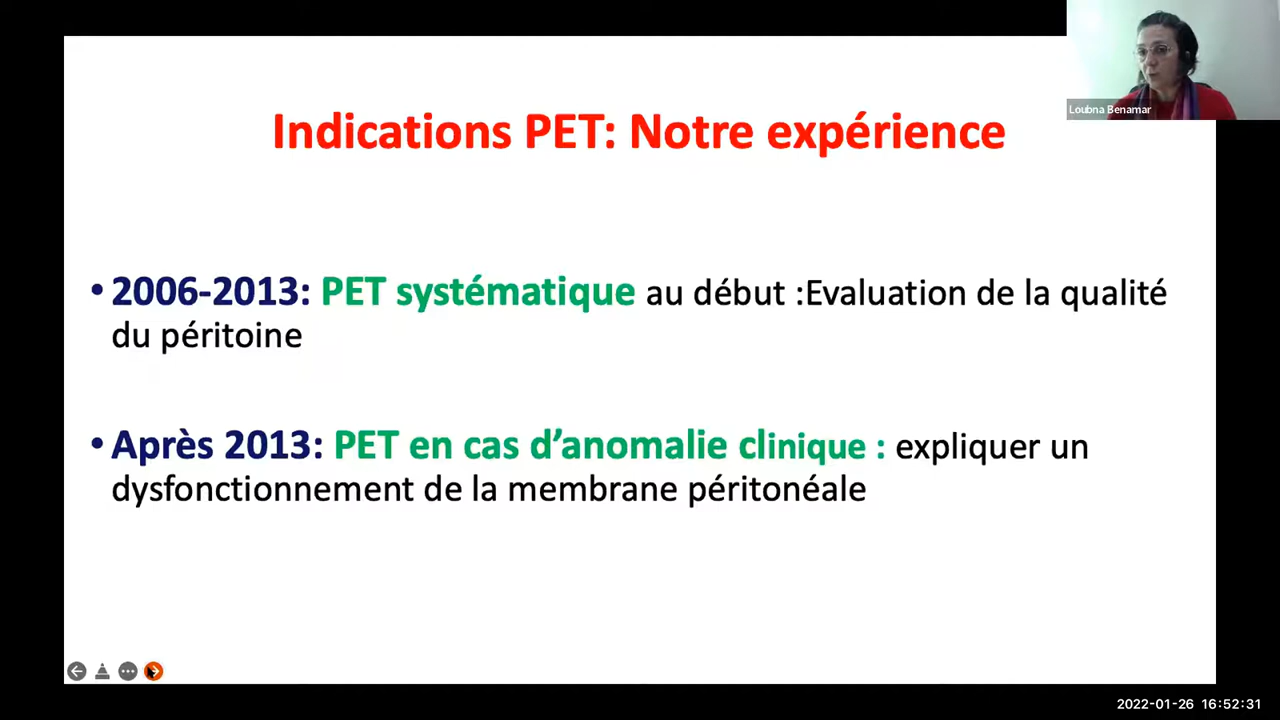 Loubna Benamar
Indications PET: Notre expérience
• 2006-2013: PET systématique au début :Evaluation de la qualité
du péritoine
• Après 2013: PET en cas d’anomalie clinique : expliquer un
dysfonctionnement de la membrane péritonéale
2022-01-26 16:52:31